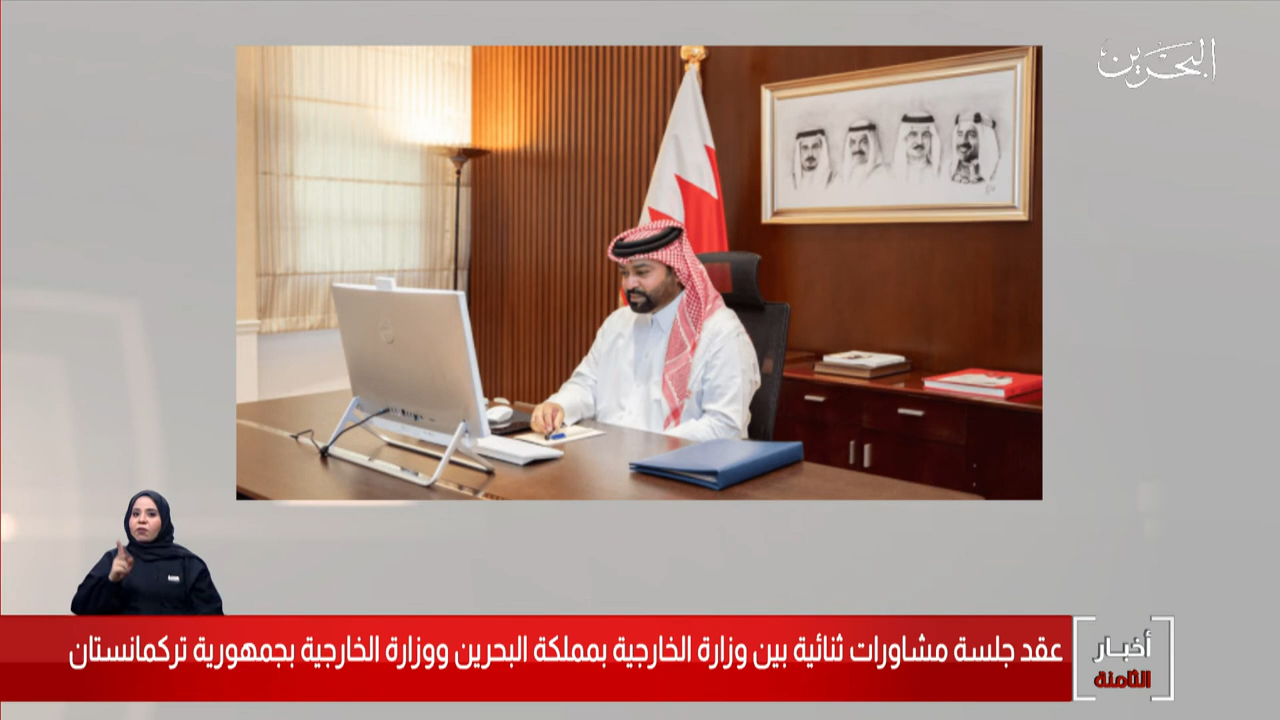 البحرين
أخبار
الثامنة
عقد جلسة مشاورات ثنائية بين وزارة الخارجية بمملكة البحرين ووزارة الخارجية بجمهورية تركمانستان